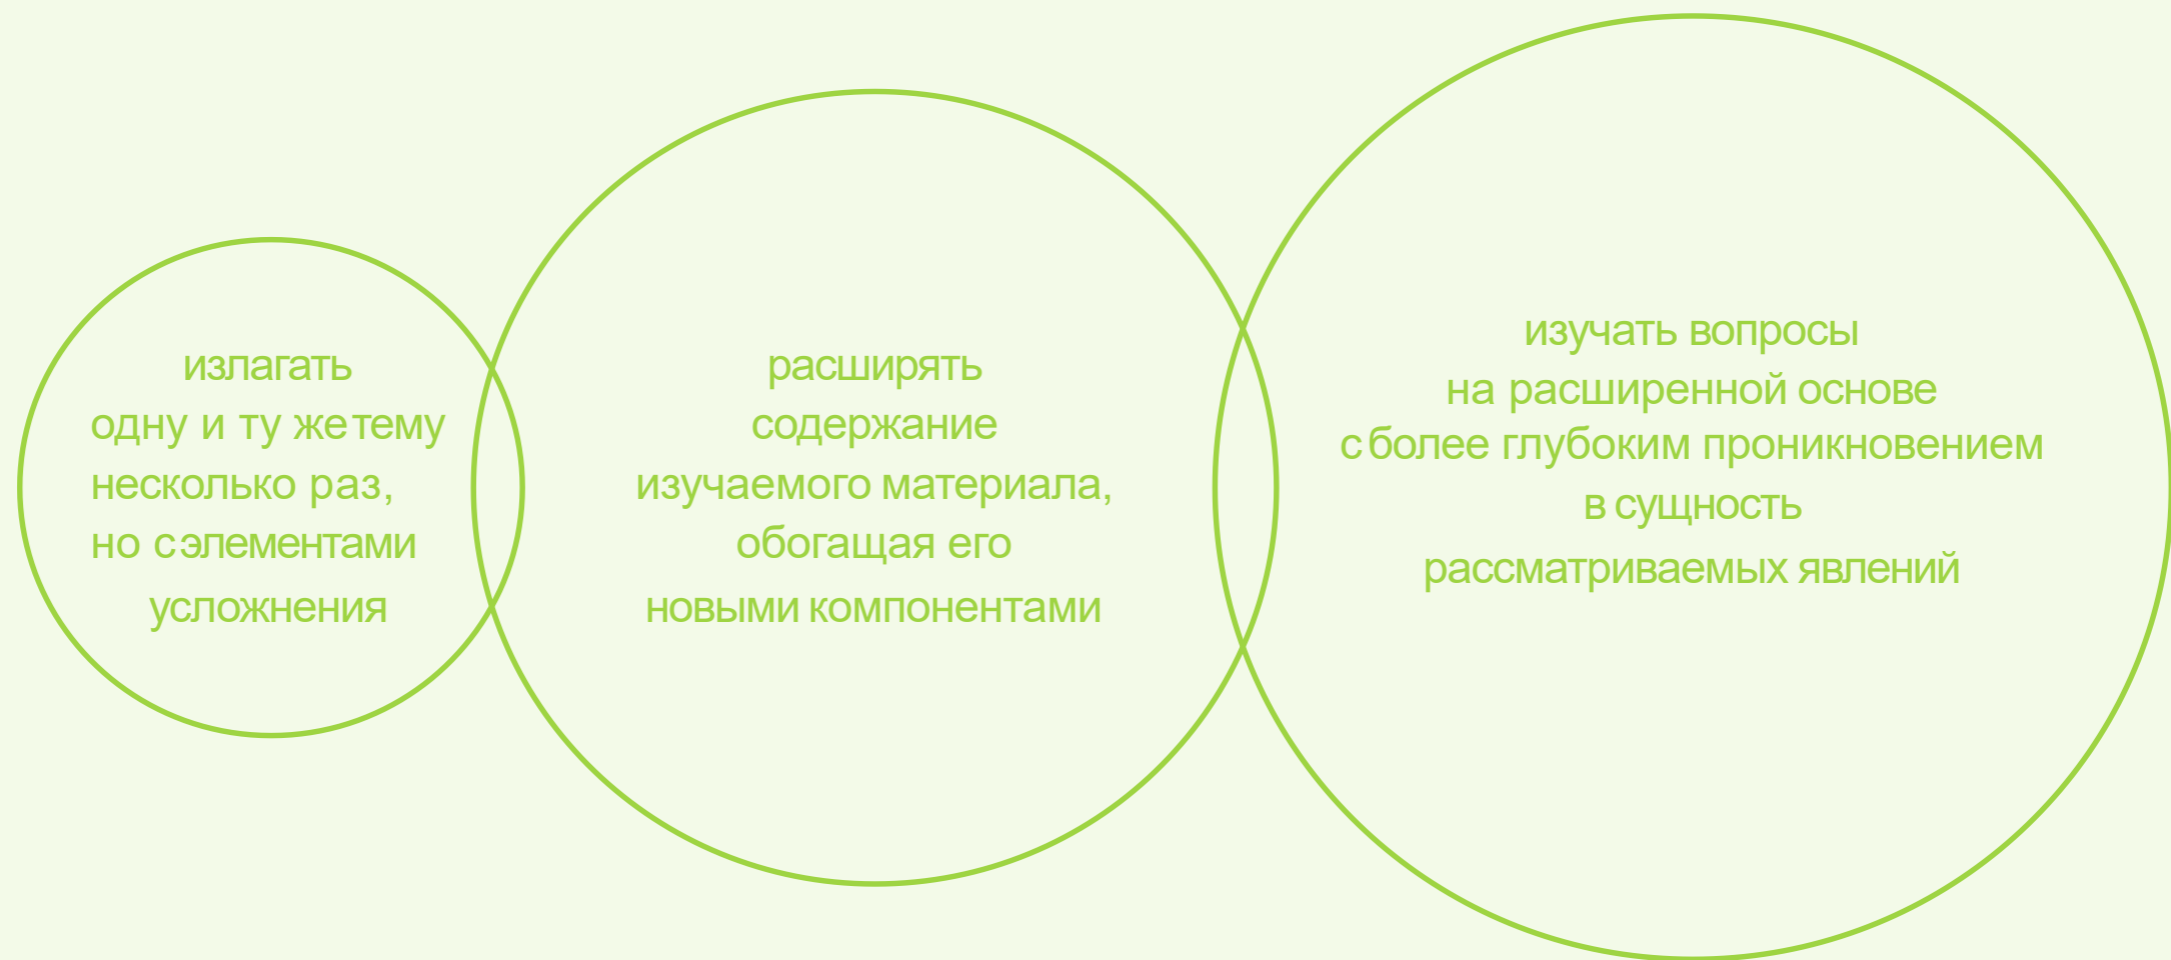 излагать
одну и ту же тему
несколько раз,
но с элементами
усложнения
расширять
содержание
изучаемого материала,
обогащая его
новыми компонентами
изучать вопросы
на расширенной основе
с более глубоким проникновением
в сущность
рассматриваемых явлений